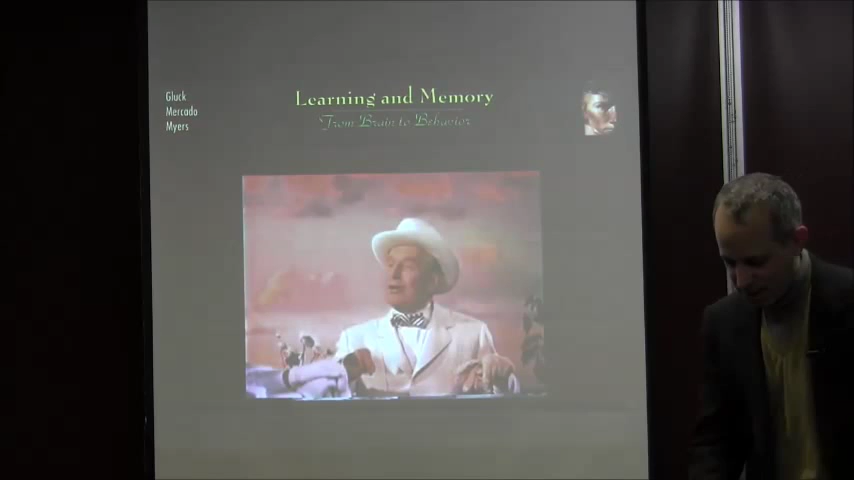 Gluck
Mercado
Myers
Learning and Memory
From Brain to Behavior